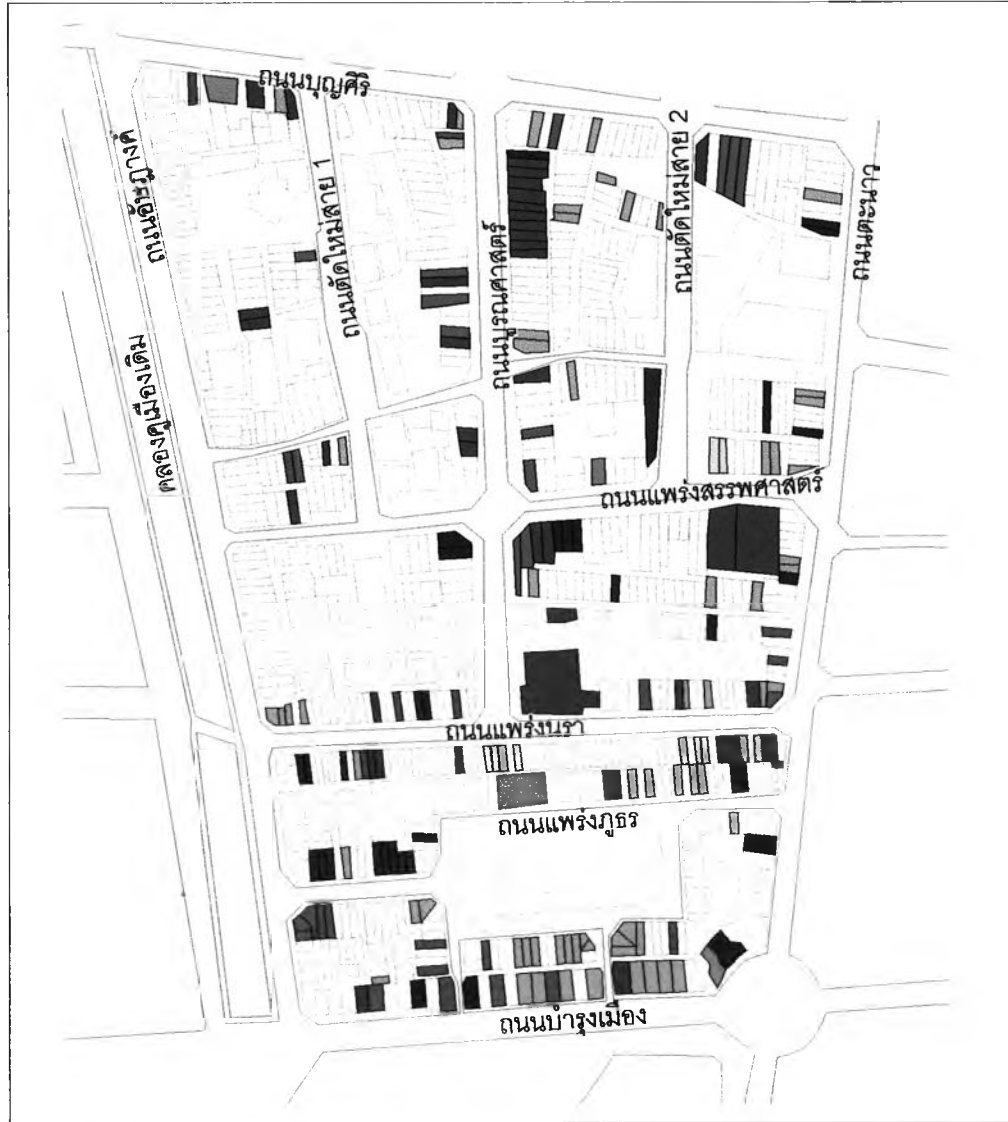 ถนนบุญศิริ
ถนนอัษฎางค์
ถนนตัดใหม่สาย 1
ถนนบูรณศาสตร์
ถนนตัดใหม่สาย 2
ถนนตะนาว
คลองคูเมืองเดิม
ถนนแพร่งสรรพศาสตร์
ถนนแพร่งนรา
ถนนแพร่งภูธร
ถนนบำรุงเมือง